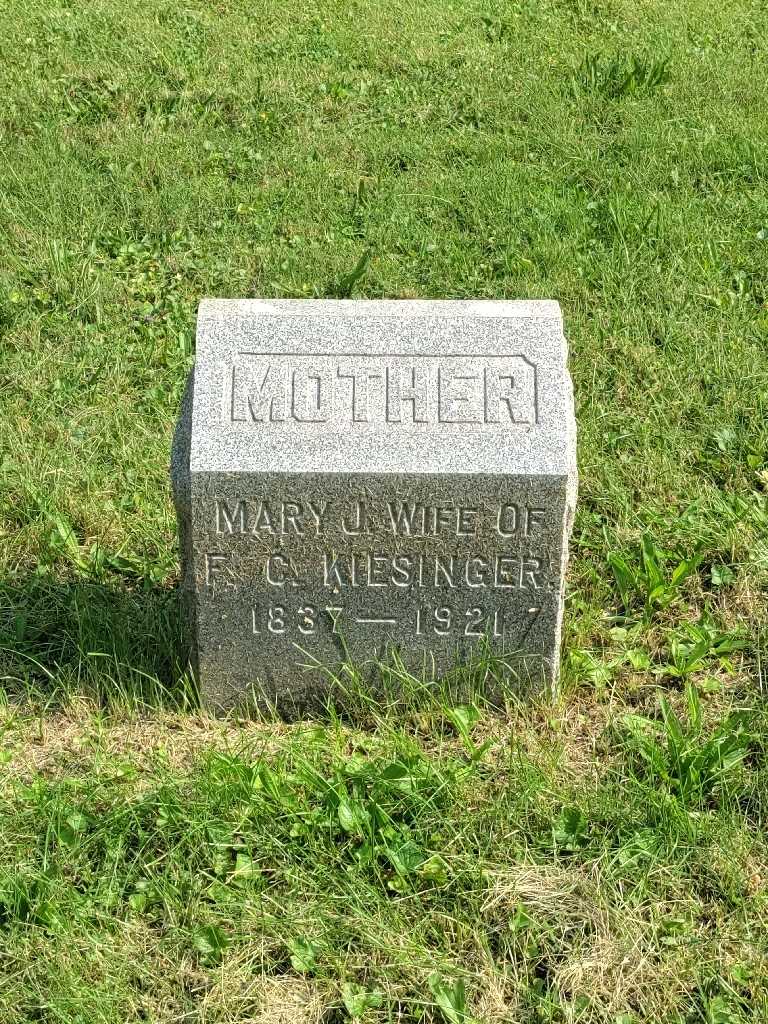 MOTHER
MARY J. WIFE OF
F. C. KIESINGER.
1837 — 1921